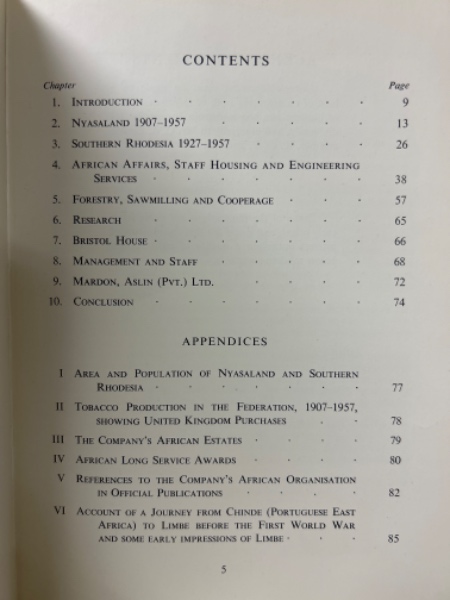 CONTENTS
Chapter Page
1. INTRODUCTION · · · · · · 9
2. NYASALAND 1907–1957 · · · · · 13
3. SOUTHERN RHODESIA 1927–1957 · · · · 26
4. AFRICAN AFFAIRS, STAFF HOUSING AND ENGINEERING
SERVICES · · · · · · · 38
5. FORESTRY, SAWMILLING AND COOPERAGE · · · 57
6. RESEARCH · · · · · · · 65
7. BRISTOL HOUSE · · · · · · · 66
8. MANAGEMENT AND STAFF · · · · · 68
9. MARDON, ASLIN (PVT.) LTD. · · · · 72
10. CONCLUSION · · · · · · · 74
APPENDICES
I AREA AND POPULATION OF NYASALAND AND SOUTHERN
RHODESIA · · · · · · · 77
II TOBACCO PRODUCTION IN THE FEDERATION, 1907–1957,
SHOWING UNITED KINGDOM PURCHASES · · 78
III THE COMPANY'S AFRICAN ESTATES · · · · 79
IV AFRICAN LONG SERVICE AWARDS · · · · 80
V REFERENCES TO THE COMPANY'S AFRICAN ORGANISATION
IN OFFICIAL PUBLICATIONS · · · · 82
VI ACCOUNT OF A JOURNEY FROM CHINDE (PORTUGUESE EAST
AFRICA) TO LIMBE BEFORE THE FIRST WORLD WAR
AND SOME EARLY IMPRESSIONS OF LIMBE · · · 85
5